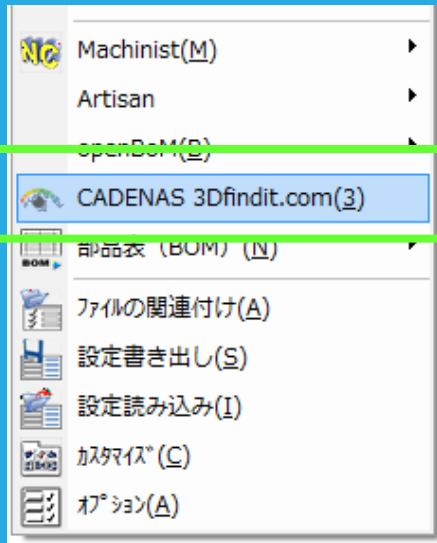 Machinist(M)
Artisan
openBoM(B)
CADENAS 3Dfindit.com(3)
部品表（BOM）(N)
BOM
ﾌｧｲﾙの関連付け(A)
設定書き出し(S)
設定読み込み(I)
ｶｽﾀﾏｲｽﾞ(C)
ｵﾌﾟｼｮﾝ(A)